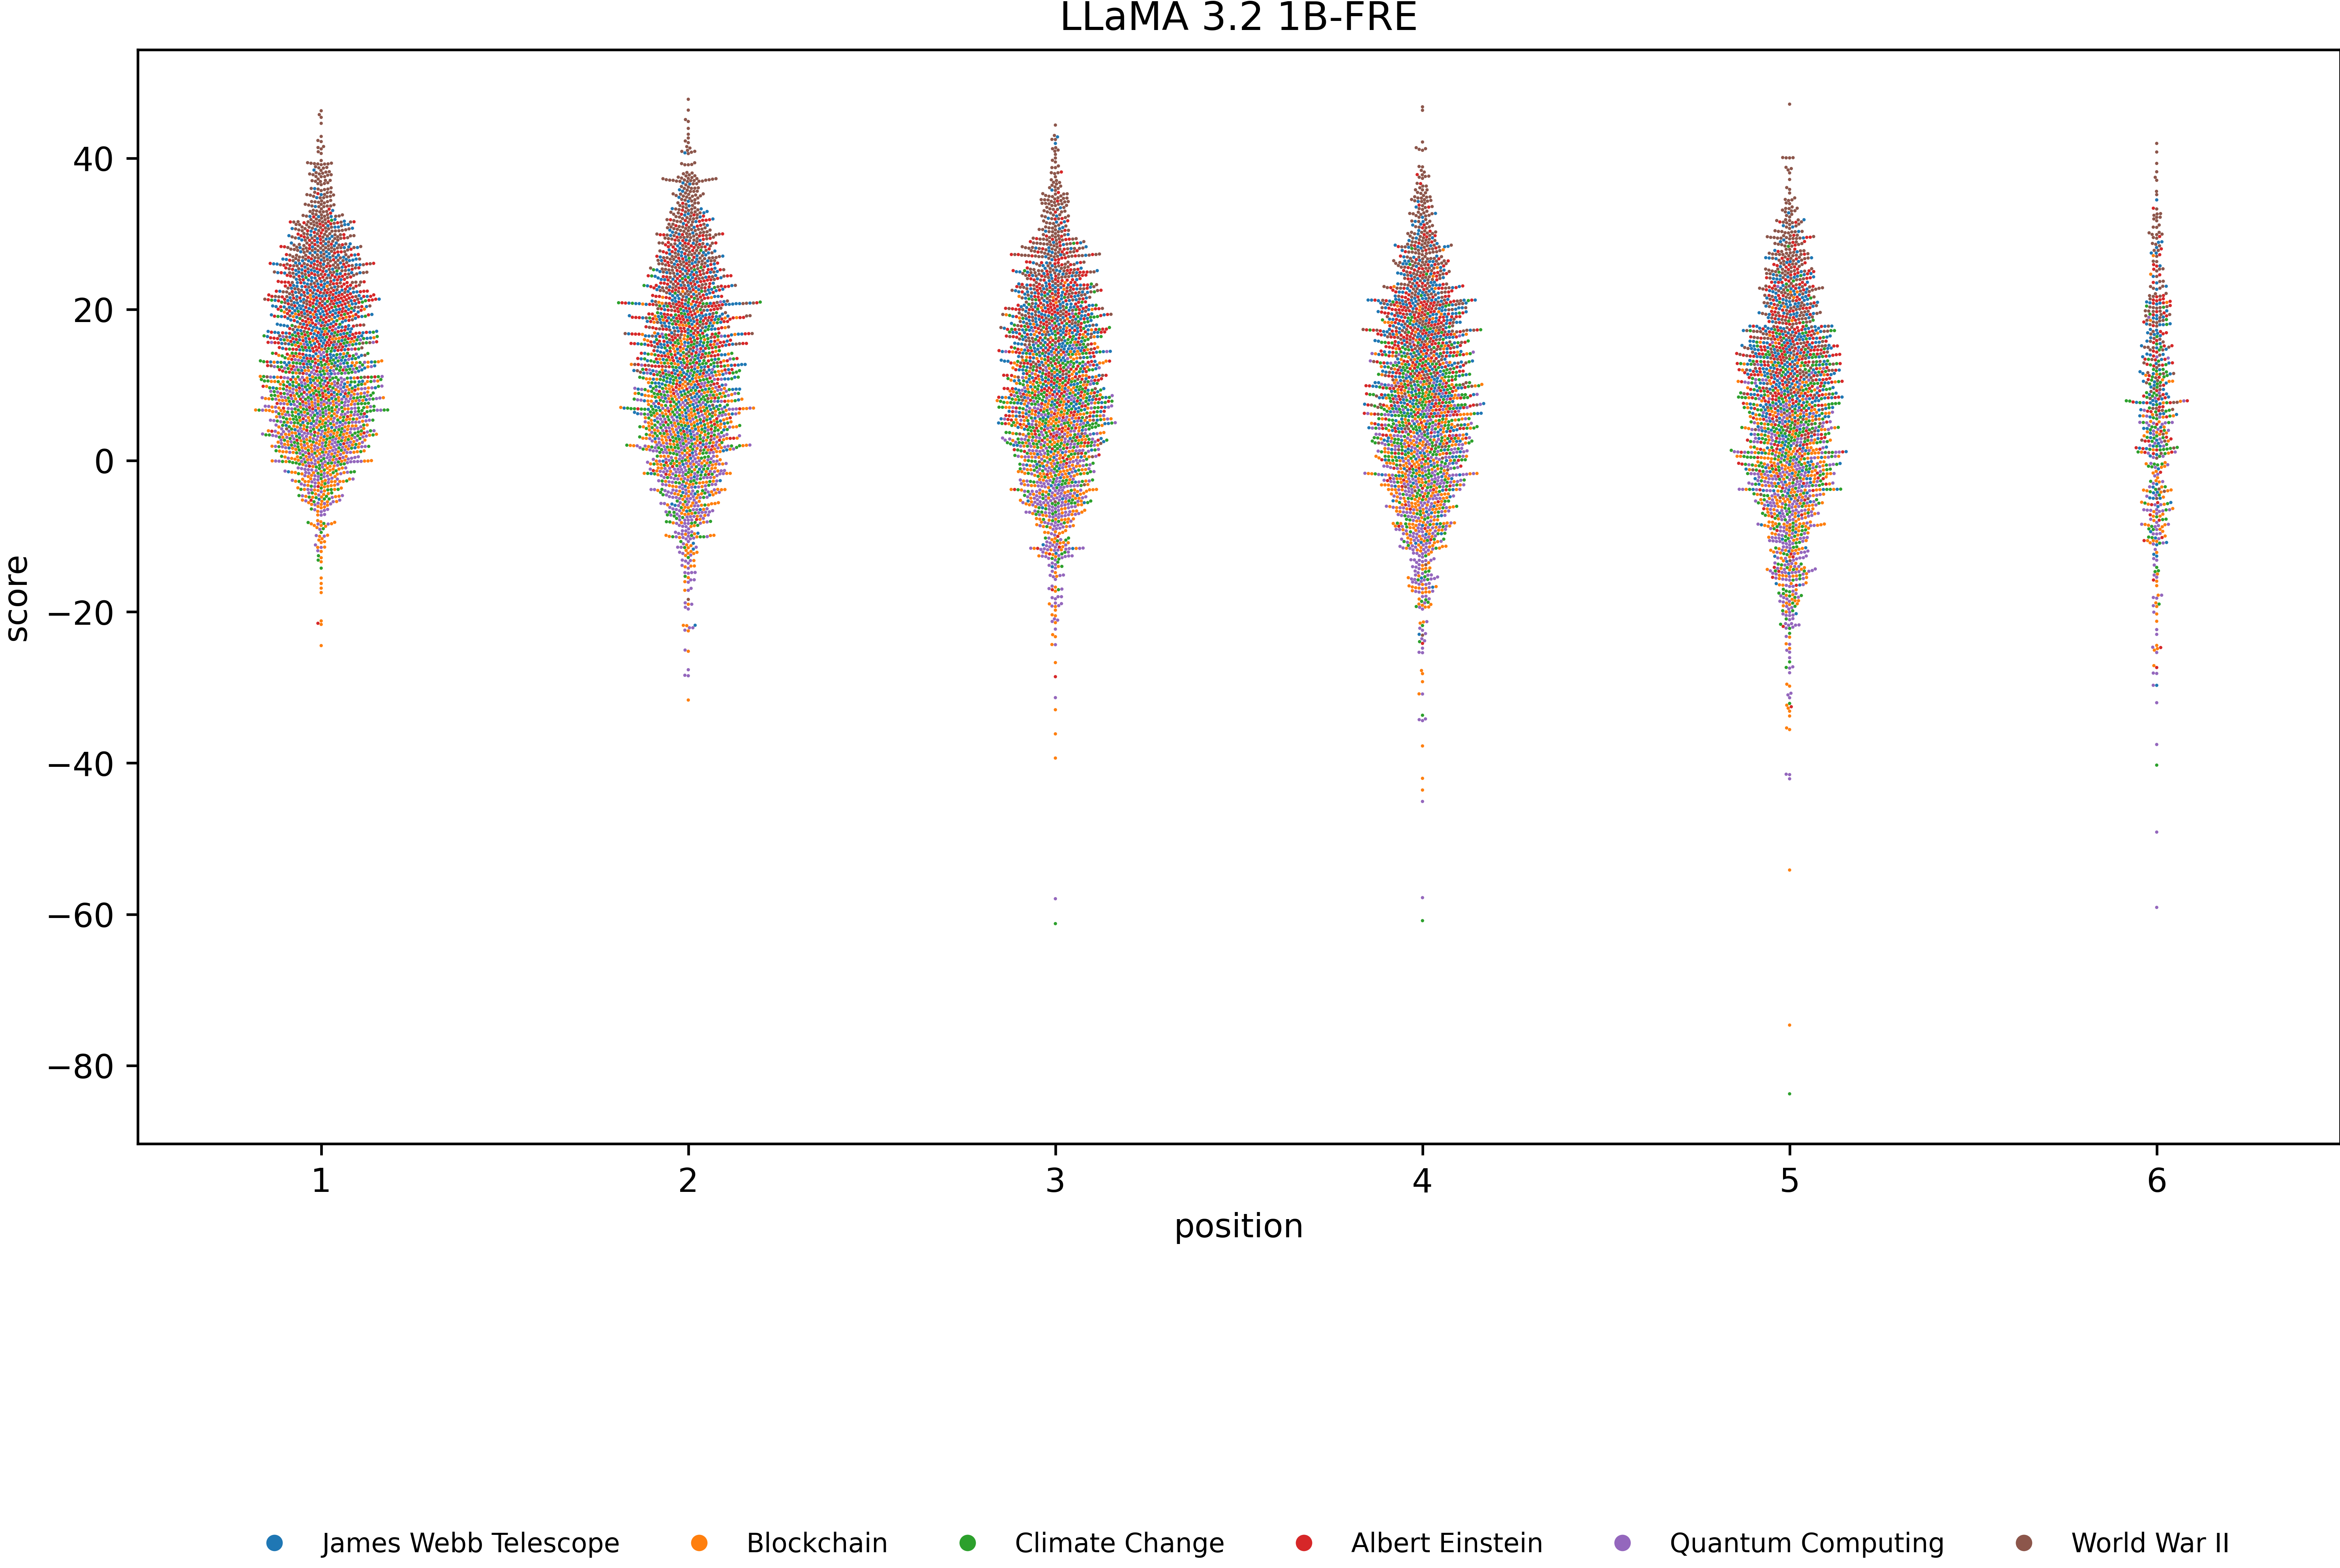 LLaMA 3.2 1B-FRE
40
20
0
−20
−40
−60
−80
score
1 2 3 4 5 6
position
James Webb Telescope Blockchain Climate Change Albert Einstein Quantum Computing World War II